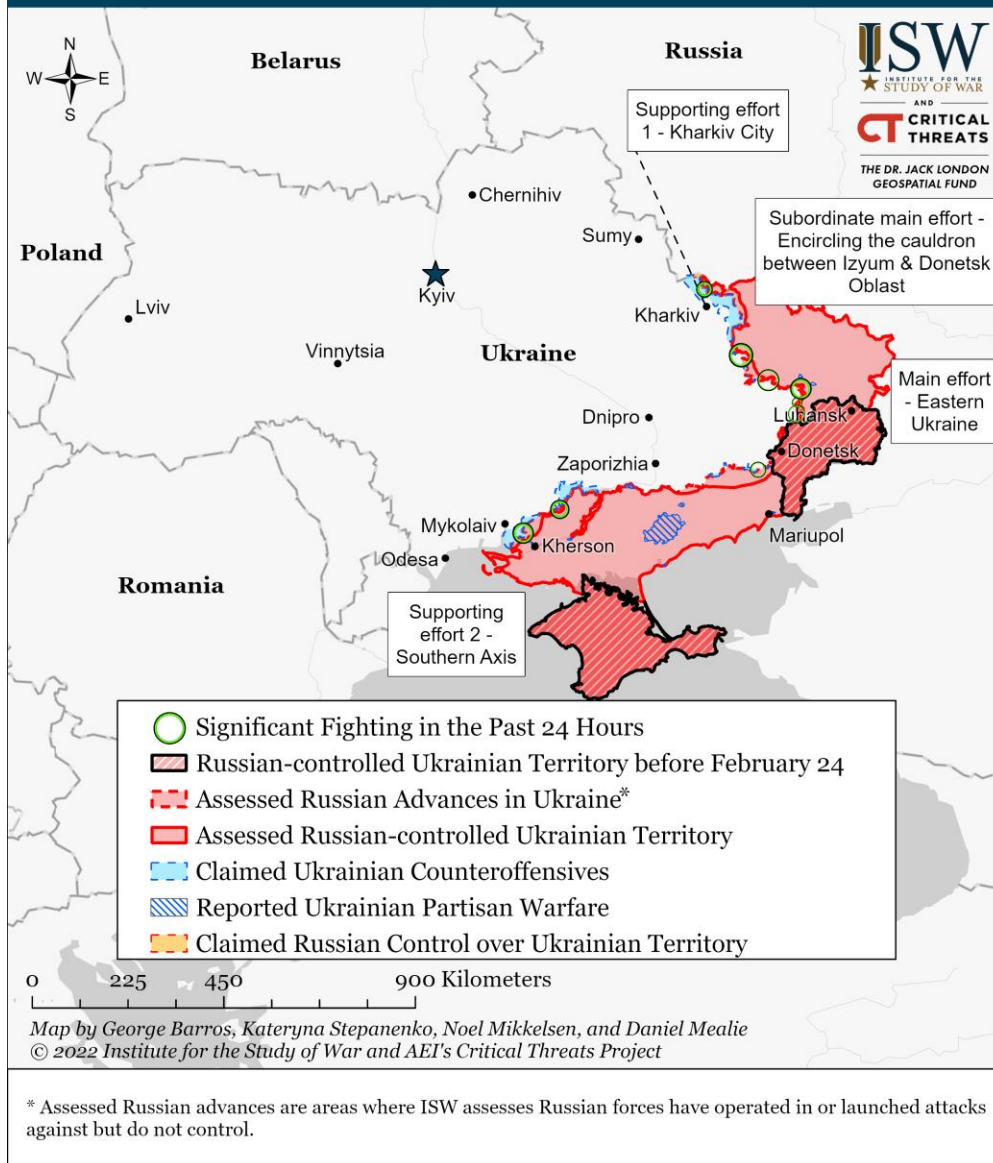 N
W
E
S
Belarus
Russia
ISW
INSTITUTE FOR THE
STUDY OF WAR
AND
CT CRITICAL
THREATS
THE DR. JACK LONDON
GEOSPATIAL FUND
Supporting effort
1 - Kharkiv City
Chernihiv
Subordinate main effort -
Encircling the cauldron
between Izyum & Donetsk
Oblast
Sumy
Poland
Kyiv
Lviv
Kharkiv
Vinnytsia
Ukraine
Main effort
- Eastern
Ukraine
Dnipro
Luhansk
Donetsk
Zaporizhia
Mykolaiv
Mariupol
Odesa
Kherson
Romania
Supporting
effort 2 -
Southern Axis
Significant Fighting in the Past 24 Hours
Russian-controlled Ukrainian Territory before February 24
Assessed Russian Advances in Ukraine*
Assessed Russian-controlled Ukrainian Territory
Claimed Ukrainian Counteroffensives
Reported Ukrainian Partisan Warfare
Claimed Russian Control over Ukrainian Territory
0 225 450 900 Kilometers
Map by George Barros, Kateryna Stepanenko, Noel Mikkelsen, and Daniel Mealie
© 2022 Institute for the Study of War and AEI's Critical Threats Project
* Assessed Russian advances are areas where ISW assesses Russian forces have operated in or launched attacks
against but do not control.